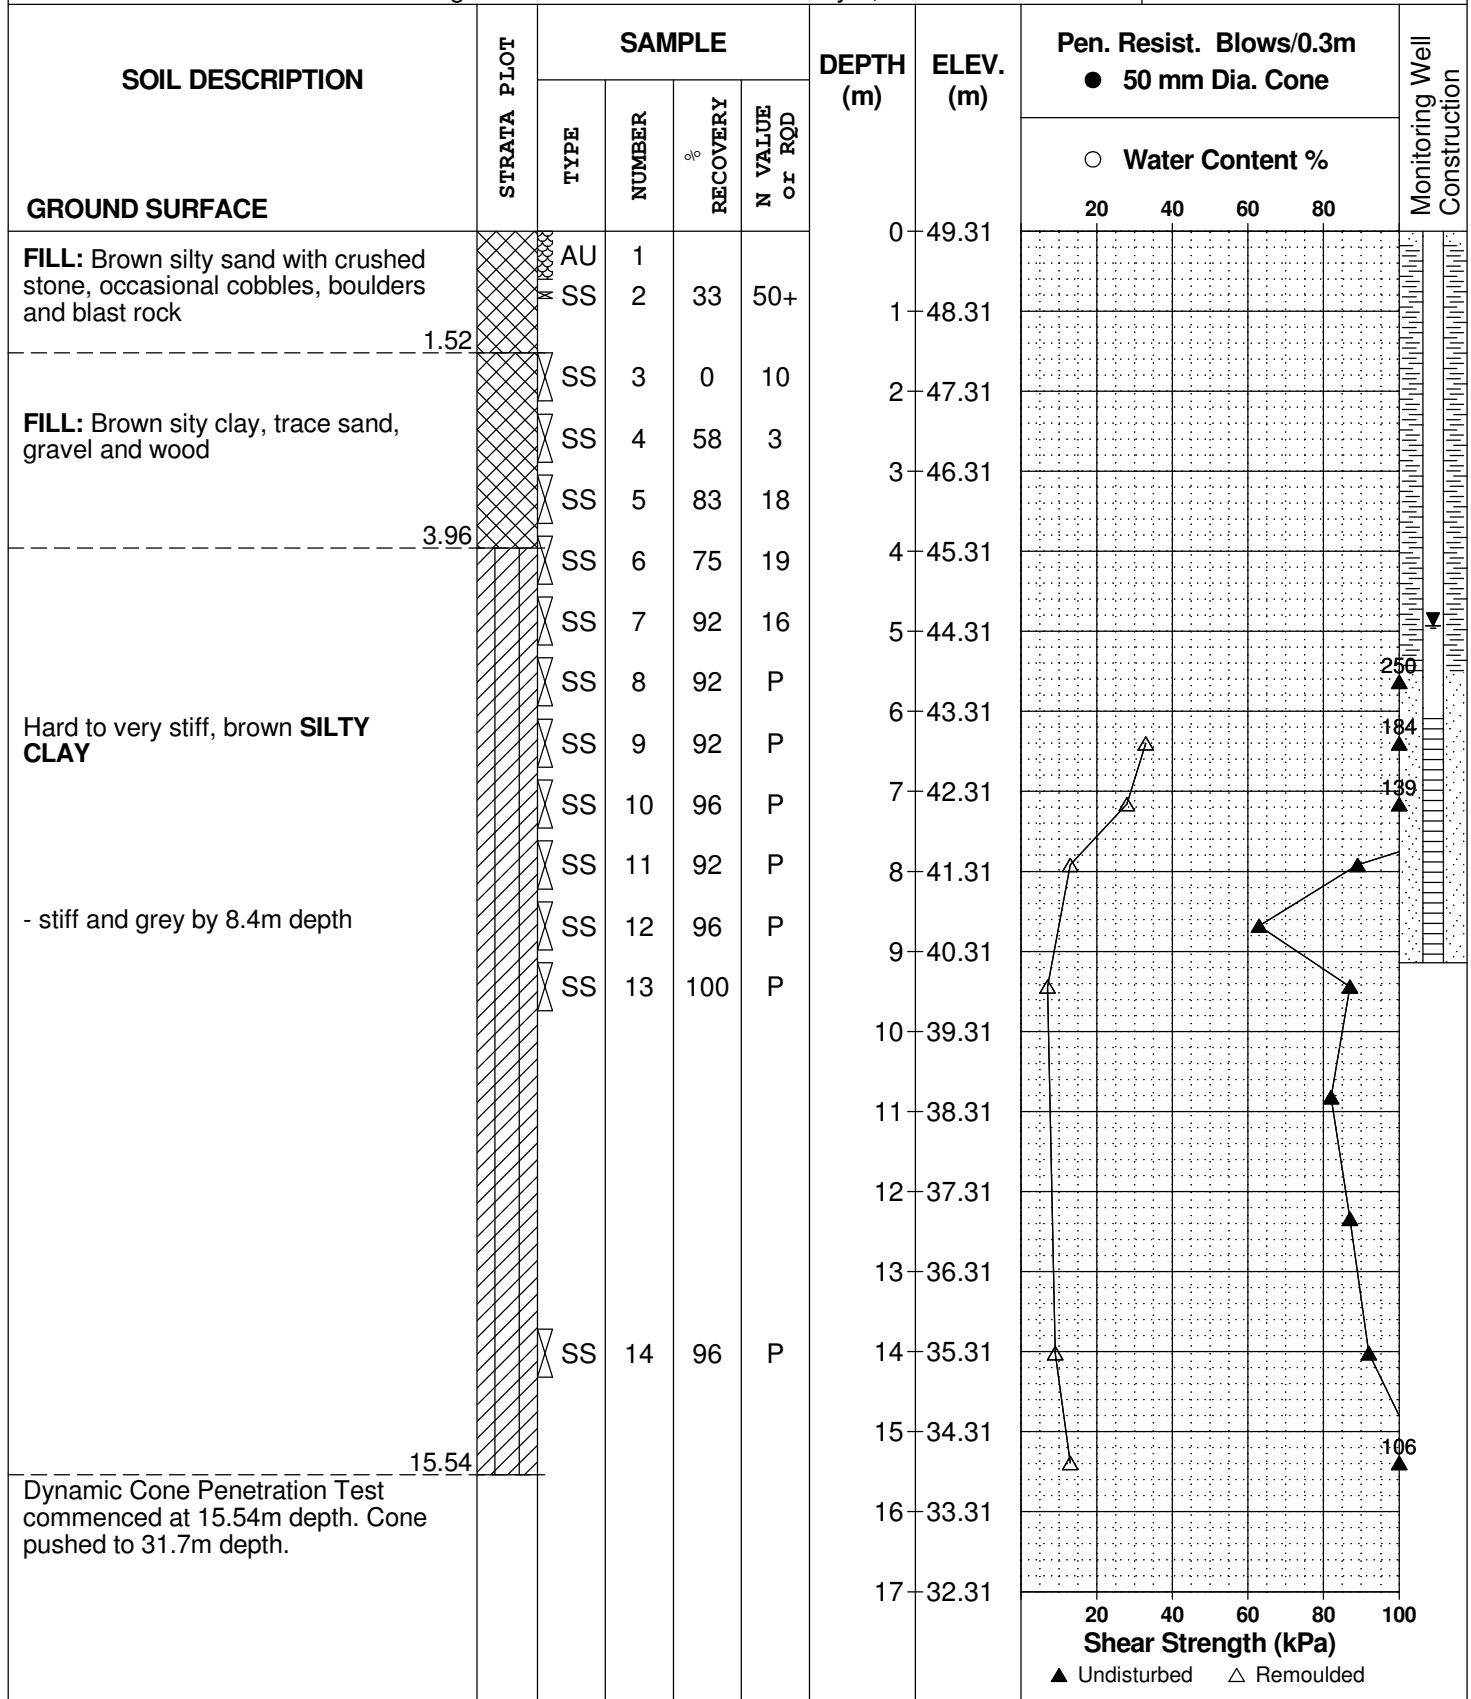 SOIL DESCRIPTION
GROUND SURFACE
STRATA PLOT
SAMPLE
TYPE
NUMBER
% RECOVERY
N VALUE or RQD
DEPTH (m)
ELEV. (m)
Pen. Resist. Blows/0.3m
● 50 mm Dia. Cone
○ Water Content %
20 40 60 80
Monitoring Well Construction
0 49.31
FILL: Brown silty sand with crushed
stone, occasional cobbles, boulders
and blast rock
1.52
AU 1
SS 2 33 50+
1 48.31
SS 3 0 10
2 47.31
FILL: Brown sity clay, trace sand,
gravel and wood
3.96
SS 4 58 3
3 46.31
SS 5 83 18
SS 6 75 19
4 45.31
SS 7 92 16
5 44.31
250
SS 8 92 P
6 43.31
184
Hard to very stiff, brown SILTY
CLAY
SS 9 92 P
7 42.31
139
SS 10 96 P
SS 11 92 P
8 41.31
- stiff and grey by 8.4m depth
SS 12 96 P
9 40.31
SS 13 100 P
10 39.31
11 38.31
12 37.31
13 36.31
SS 14 96 P
14 35.31
15 34.31
106
15.54
Dynamic Cone Penetration Test
commenced at 15.54m depth. Cone
pushed to 31.7m depth.
16 33.31
17 32.31
20 40 60 80 100
Shear Strength (kPa)
▲ Undisturbed △ Remoulded